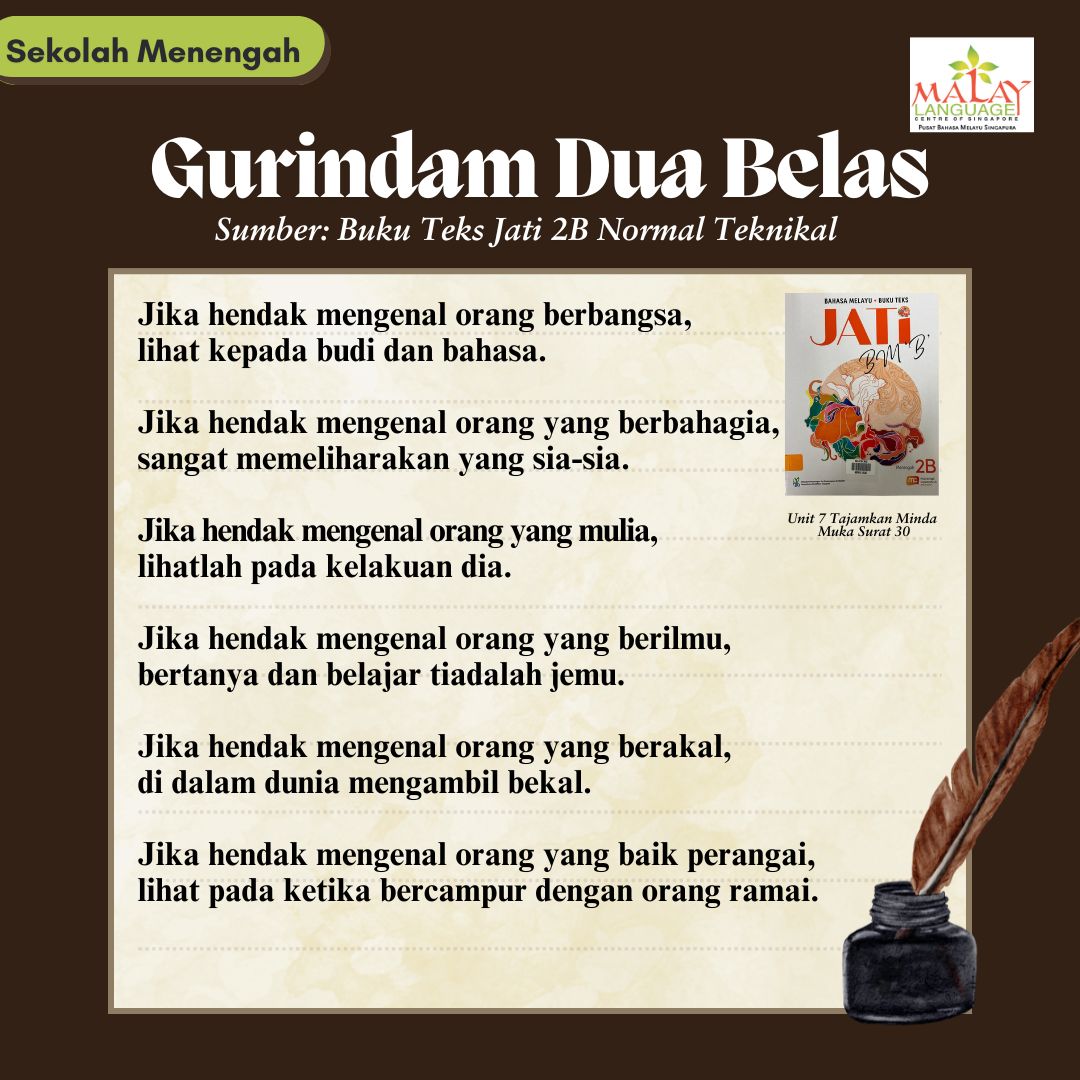 Sekolah Menengah
MALAY
LANGUAGE
CENTRE OF SINGAPORE
PUSAT BAHASA MELAYU SINGAPURA
Gurindam Dua Belas
Sumber: Buku Teks Jati 2B Normal Teknikal
Jika hendak mengenal orang berbangsa,
lihat kepada budi dan bahasa.
Jika hendak mengenal orang yang berbahagia,
sangat memeliharakan yang sia-sia.
Jika hendak mengenal orang yang mulia,
lihatlah pada kelakuan dia.
Jika hendak mengenal orang yang berilmu,
bertanya dan belajar tiadalah jemu.
Jika hendak mengenal orang yang berakal,
di dalam dunia mengambil bekal.
Jika hendak mengenal orang yang baik perangai,
lihat pada ketika bercampur dengan orang ramai.
BAHASA MELAYU • BUKU TEKS
JATi
BM 'B'
Menengah 2B
Unit 7 Tajamkan Minda
Muka Surat 30